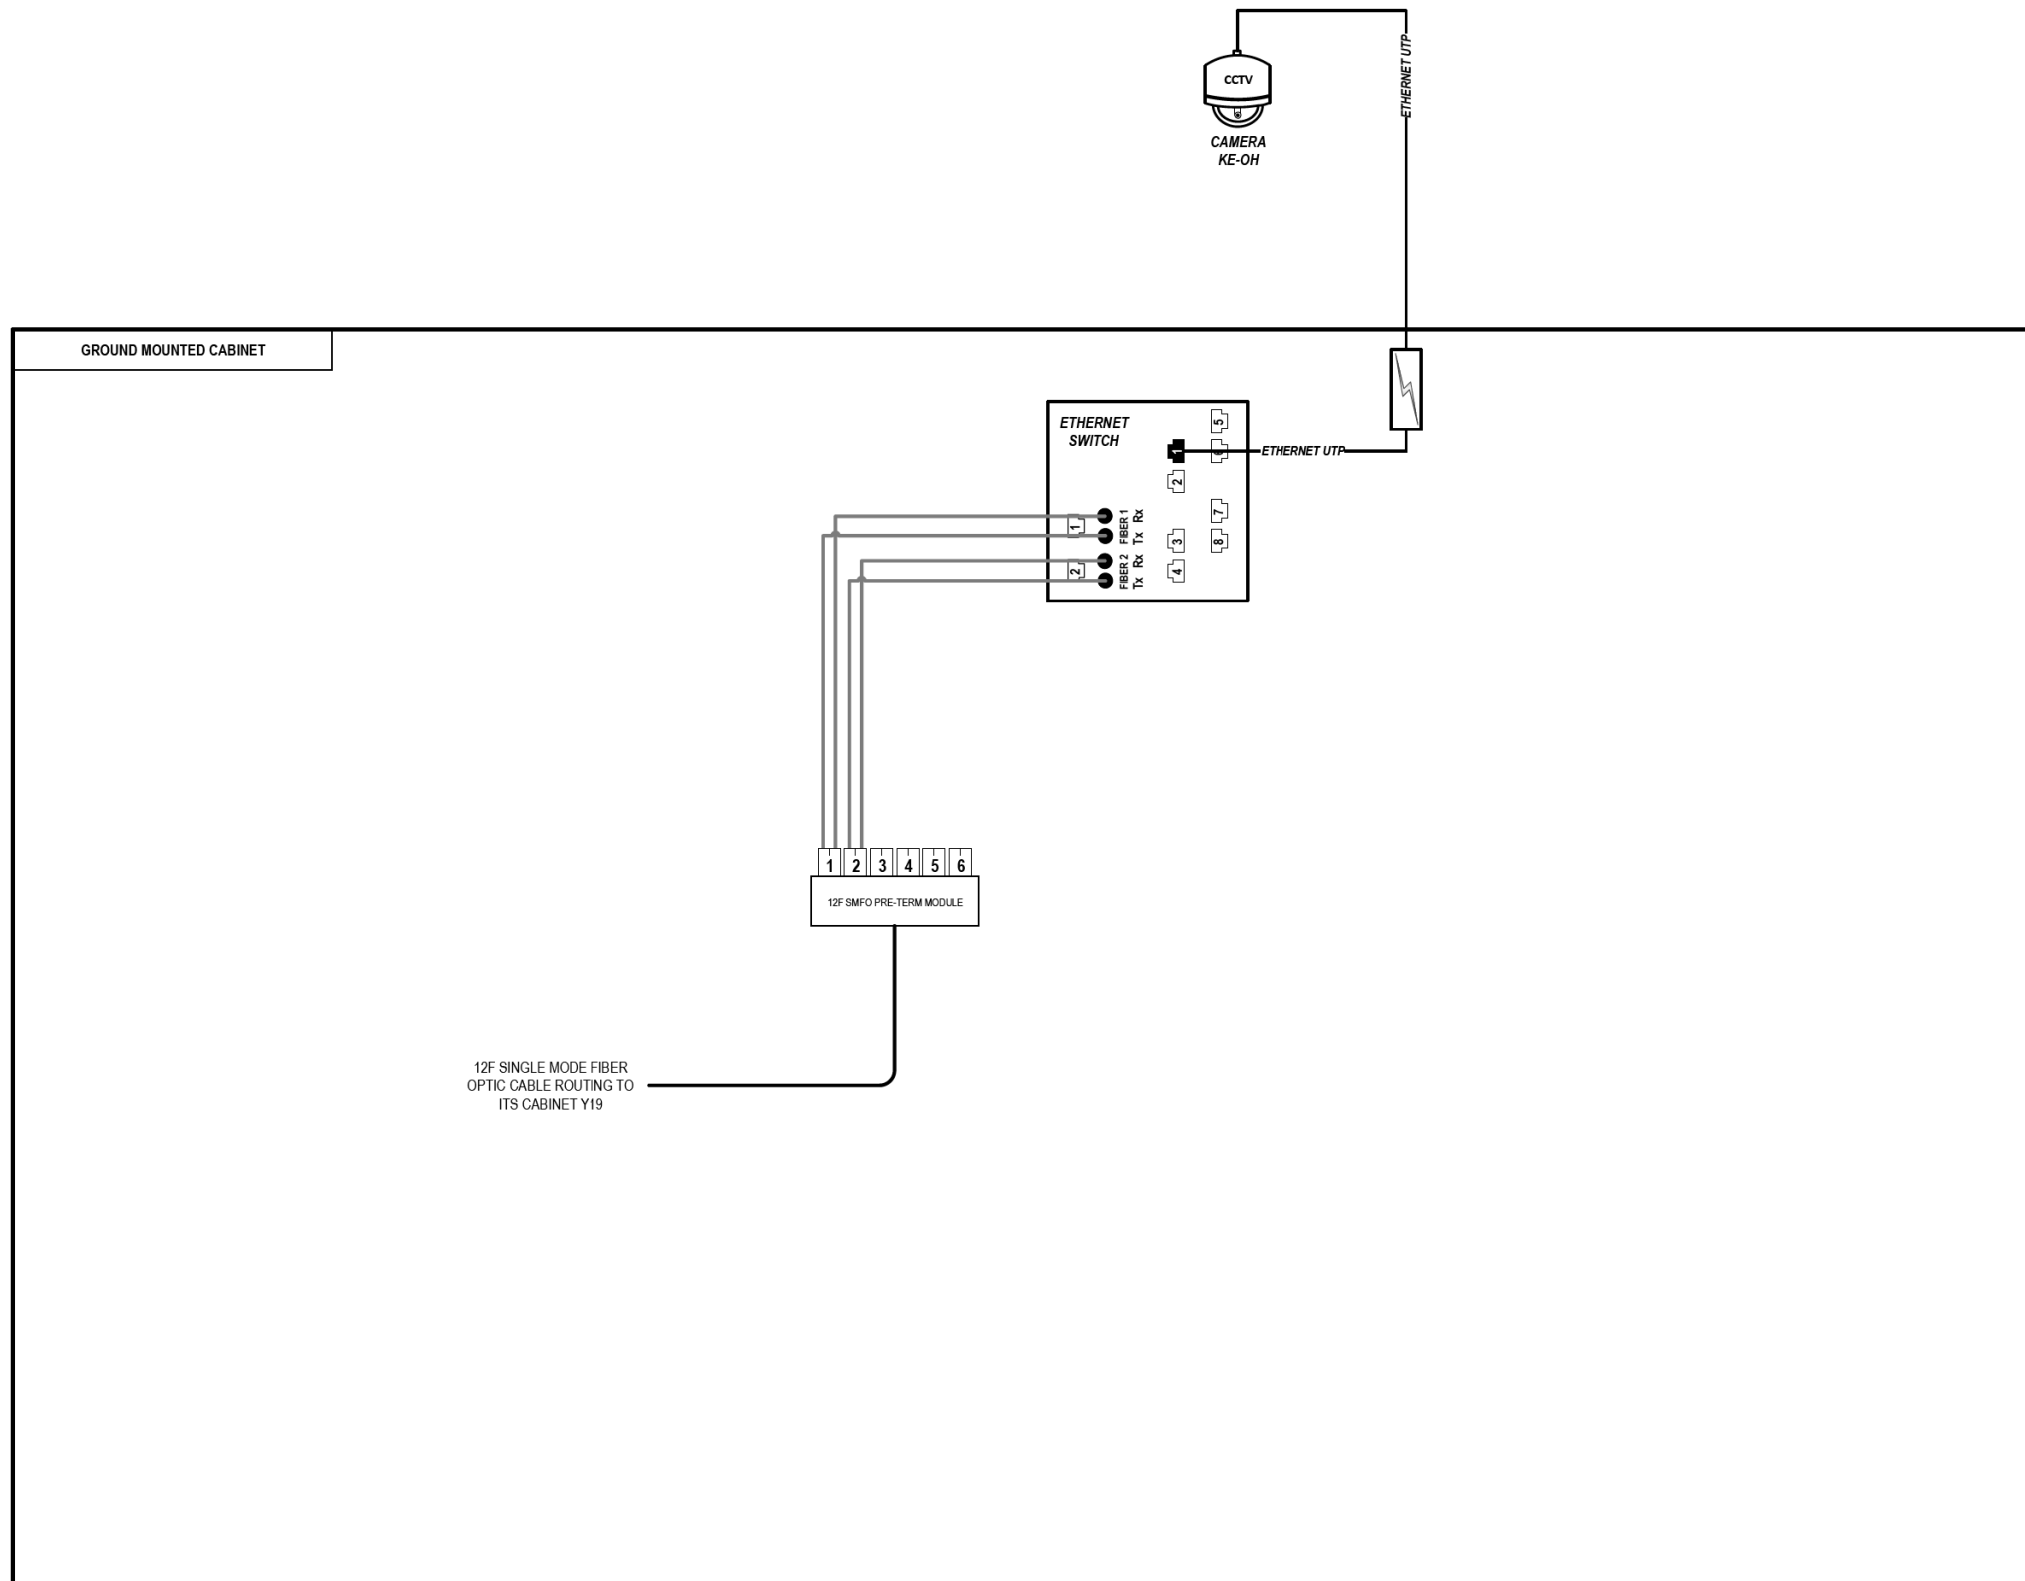 ETHERNET UTP
CCTV
CAMERA
KE-OH
GROUND MOUNTED CABINET
ETHERNET
SWITCH
5
1
6
ETHERNET UTP
2
7
1
FIBER 1
Tx Rx
3
8
2
FIBER 2
Tx Rx
4
1 2 3 4 5 6
12F SMFO PRE-TERM MODULE
12F SINGLE MODE FIBER
OPTIC CABLE ROUTING TO
ITS CABINET Y19